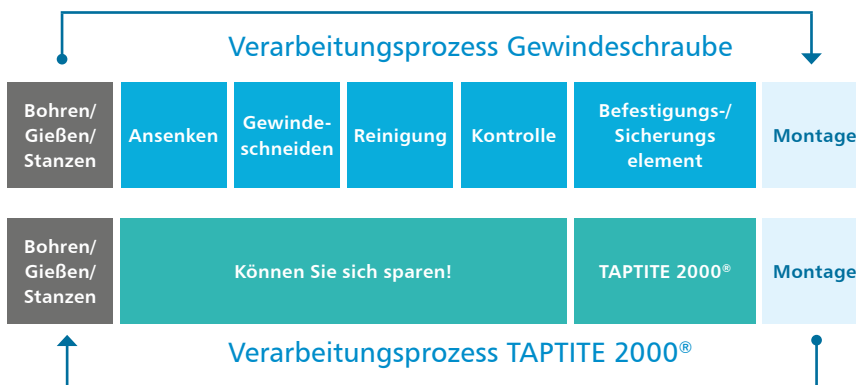 Verarbeitungsprozess Gewindeschraube
Bohren/
Gießen/
Stanzen
Ansenken
Gewinde-
schneiden
Reinigung
Kontrolle
Befestigungs-/
Sicherungs
element
Montage
Bohren/
Gießen/
Stanzen
Können Sie sich sparen!
TAPTITE 2000®
Montage
Verarbeitungsprozess TAPTITE 2000®